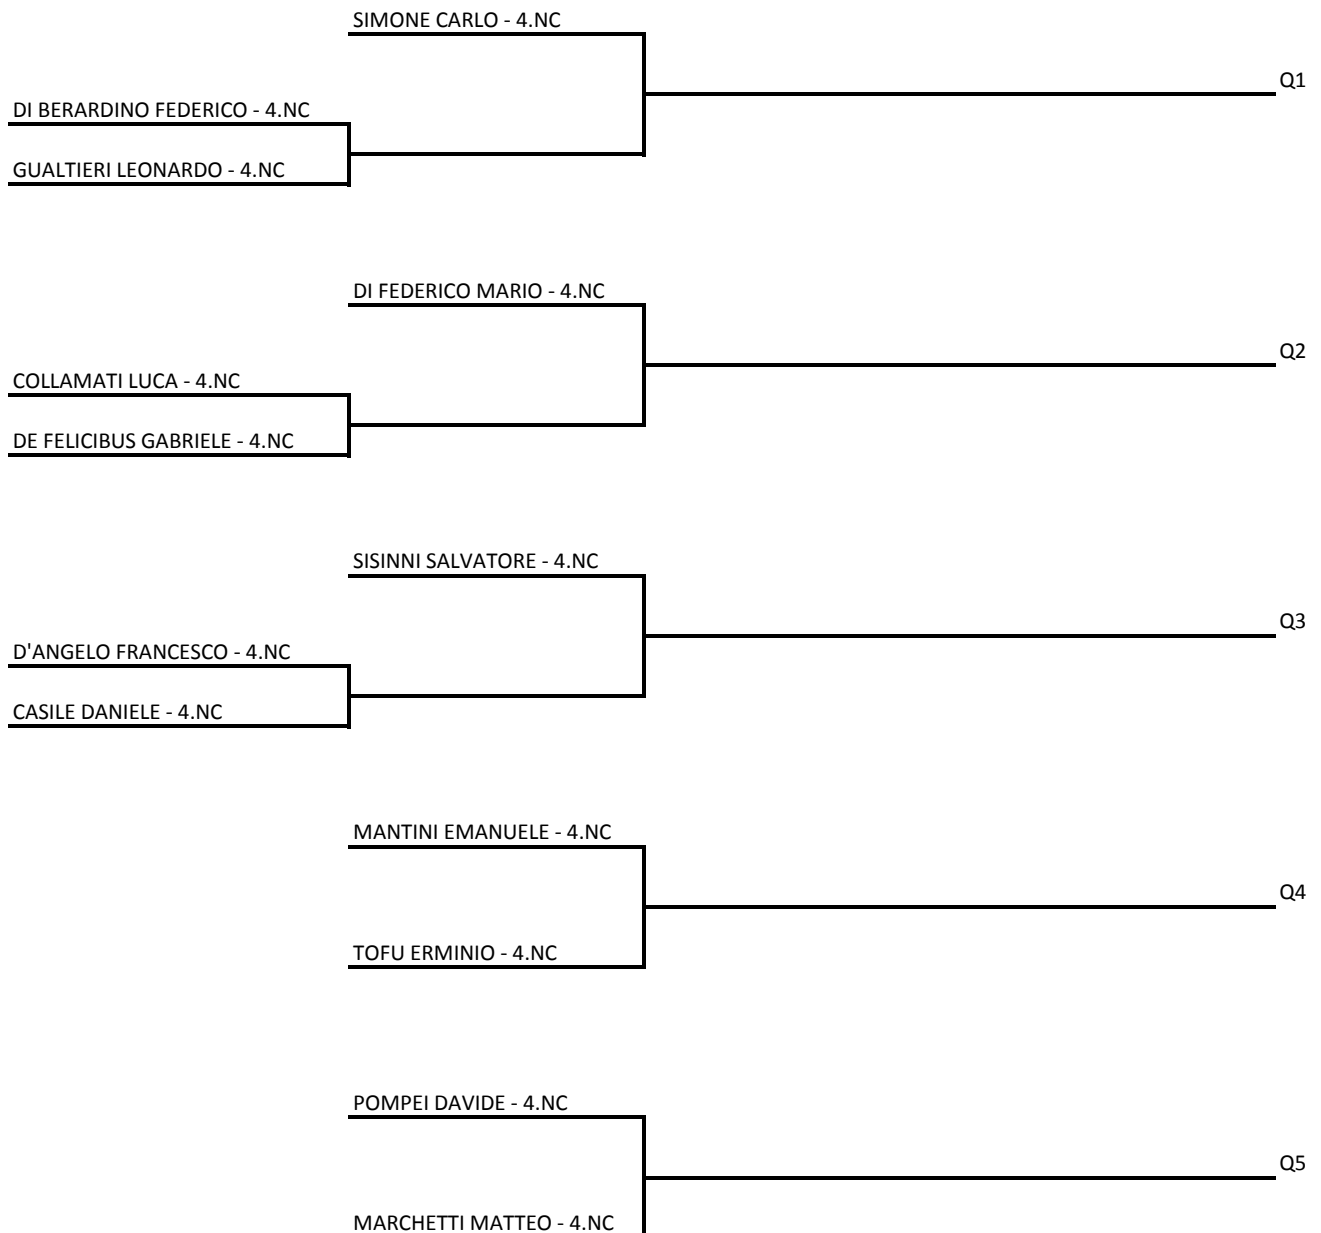 SIMONE CARLO - 4.NC
Q1
DI BERARDINO FEDERICO - 4.NC
GUALTIERI LEONARDO - 4.NC
DI FEDERICO MARIO - 4.NC
Q2
COLLAMATI LUCA - 4.NC
DE FELICIBUS GABRIELE - 4.NC
SISINNI SALVATORE - 4.NC
Q3
D'ANGELO FRANCESCO - 4.NC
CASILE DANIELE - 4.NC
MANTINI EMANUELE - 4.NC
Q4
TOFU ERMINIO - 4.NC
POMPEI DAVIDE - 4.NC
Q5
MARCHETTI MATTEO - 4.NC